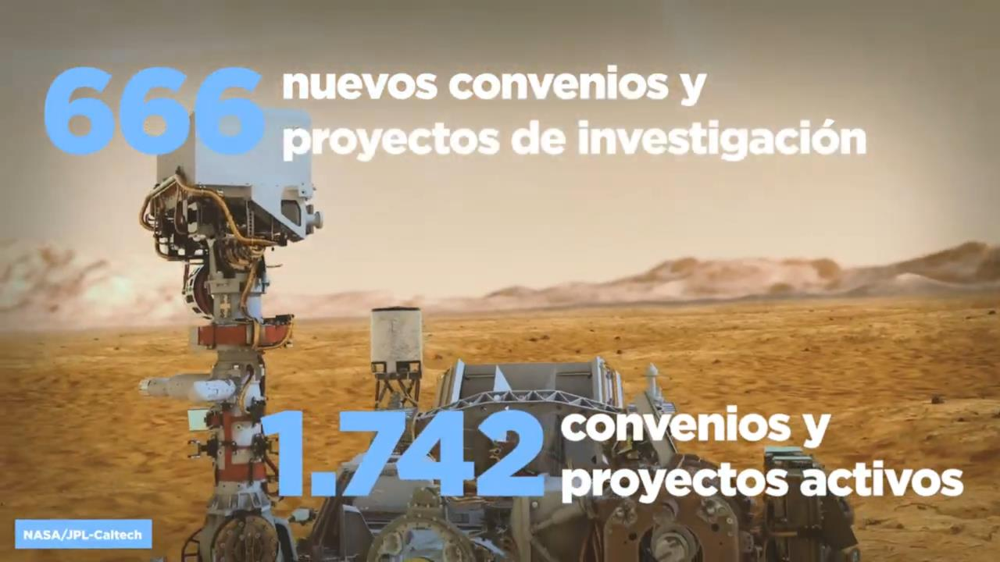 666 nuevos convenios y
proyectos de investigación
1.742 convenios y
proyectos activos
NASA/JPL-Caltech